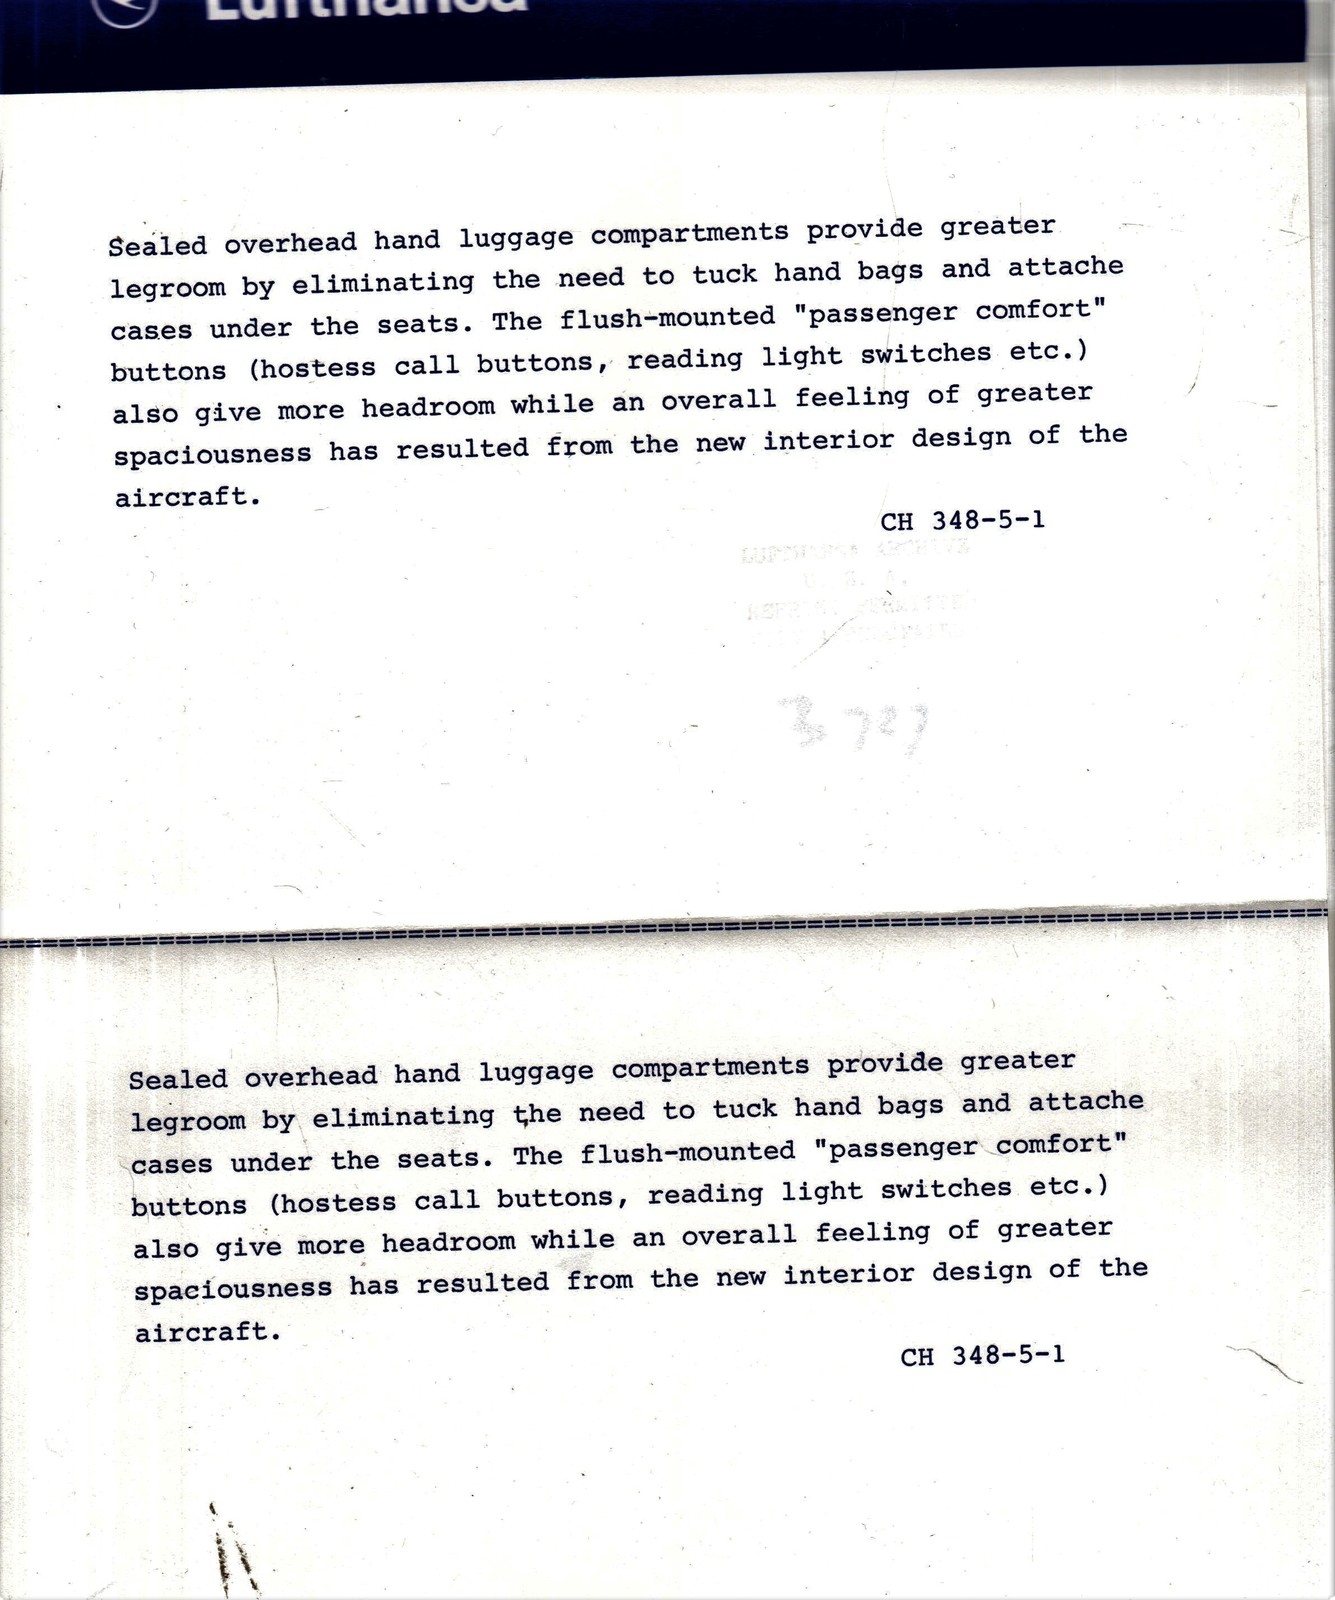 Lufthansa
Sealed overhead hand luggage compartments provide greater
legroom by eliminating the need to tuck hand bags and attache
cases under the seats. The flush-mounted "passenger comfort"
buttons (hostess call buttons, reading light switches etc.)
also give more headroom while an overall feeling of greater
spaciousness has resulted from the new interior design of the
aircraft.
CH 348-5-1
LUFTHANSA ARCHIVE
U. S. A.
727
Sealed overhead hand luggage compartments provide greater
legroom by eliminating the need to tuck hand bags and attache
cases under the seats. The flush-mounted "passenger comfort"
buttons (hostess call buttons, reading light switches etc.)
also give more headroom while an overall feeling of greater
spaciousness has resulted from the new interior design of the
aircraft.
CH 348-5-1